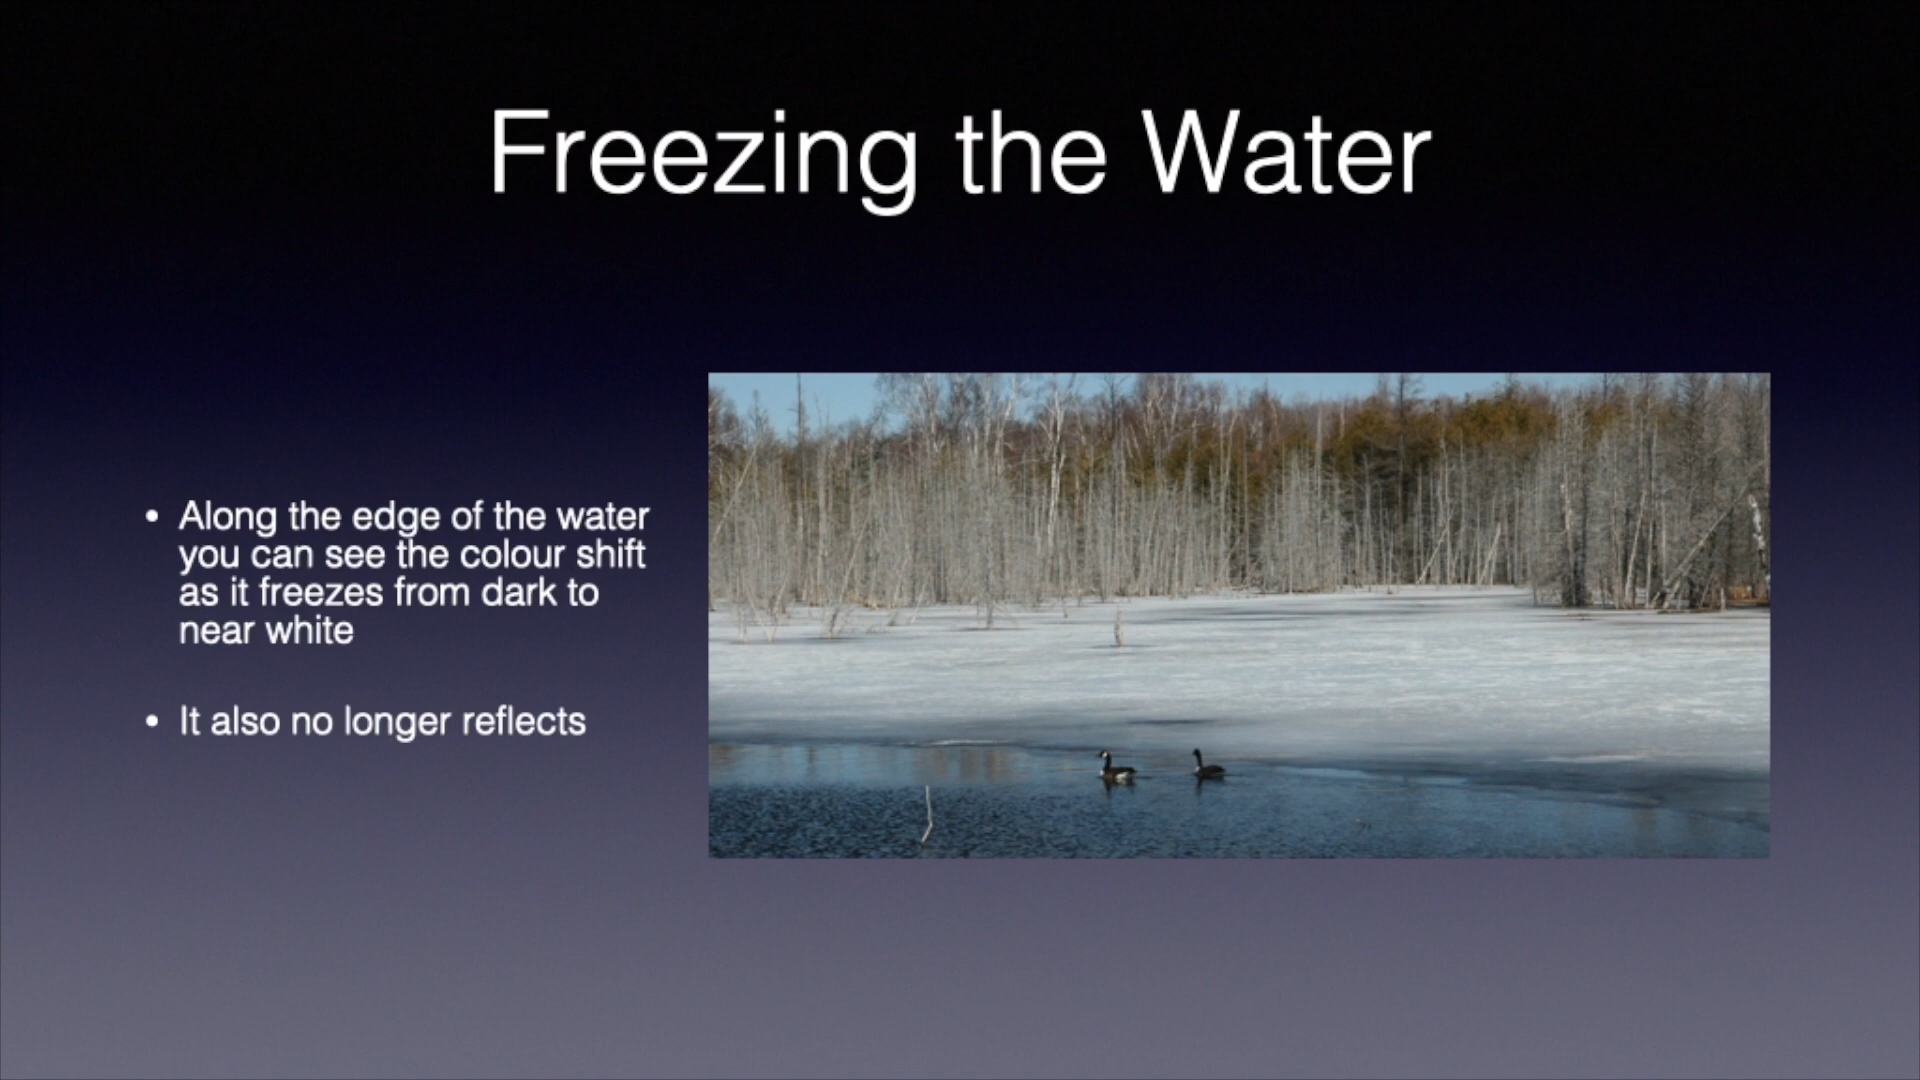 Freezing the Water
• Along the edge of the water
you can see the colour shift
as it freezes from dark to
near white
• It also no longer reflects